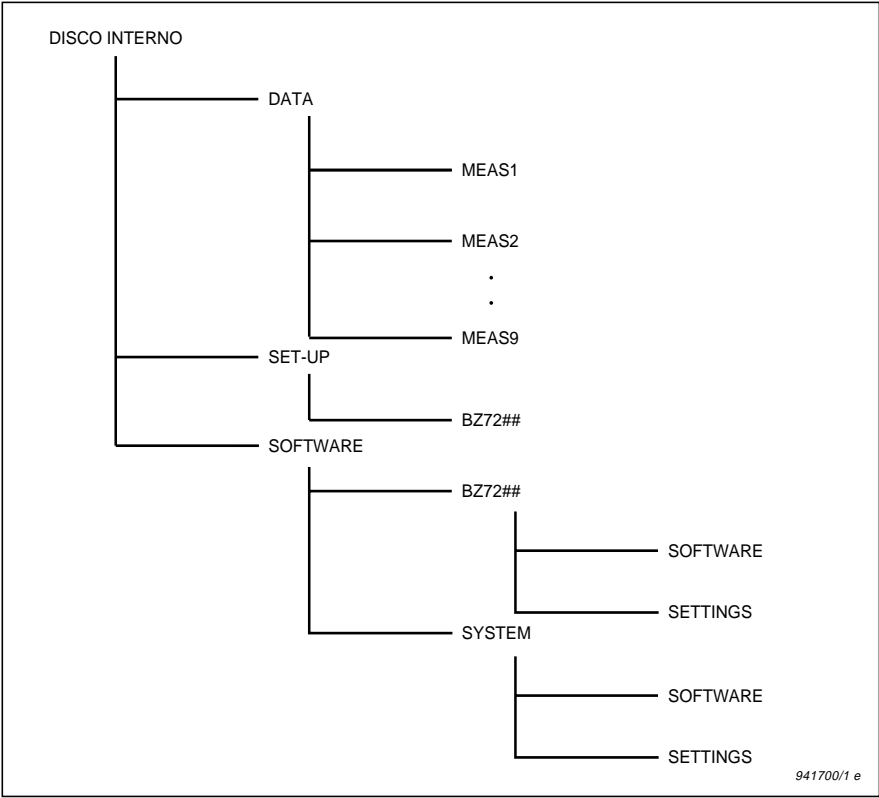 DISCO INTERNO
DATA
MEAS1
MEAS2
.
.
MEAS9
SET-UP
BZ72##
SOFTWARE
BZ72##
SOFTWARE
SETTINGS
SYSTEM
SOFTWARE
SETTINGS
941700/1 e